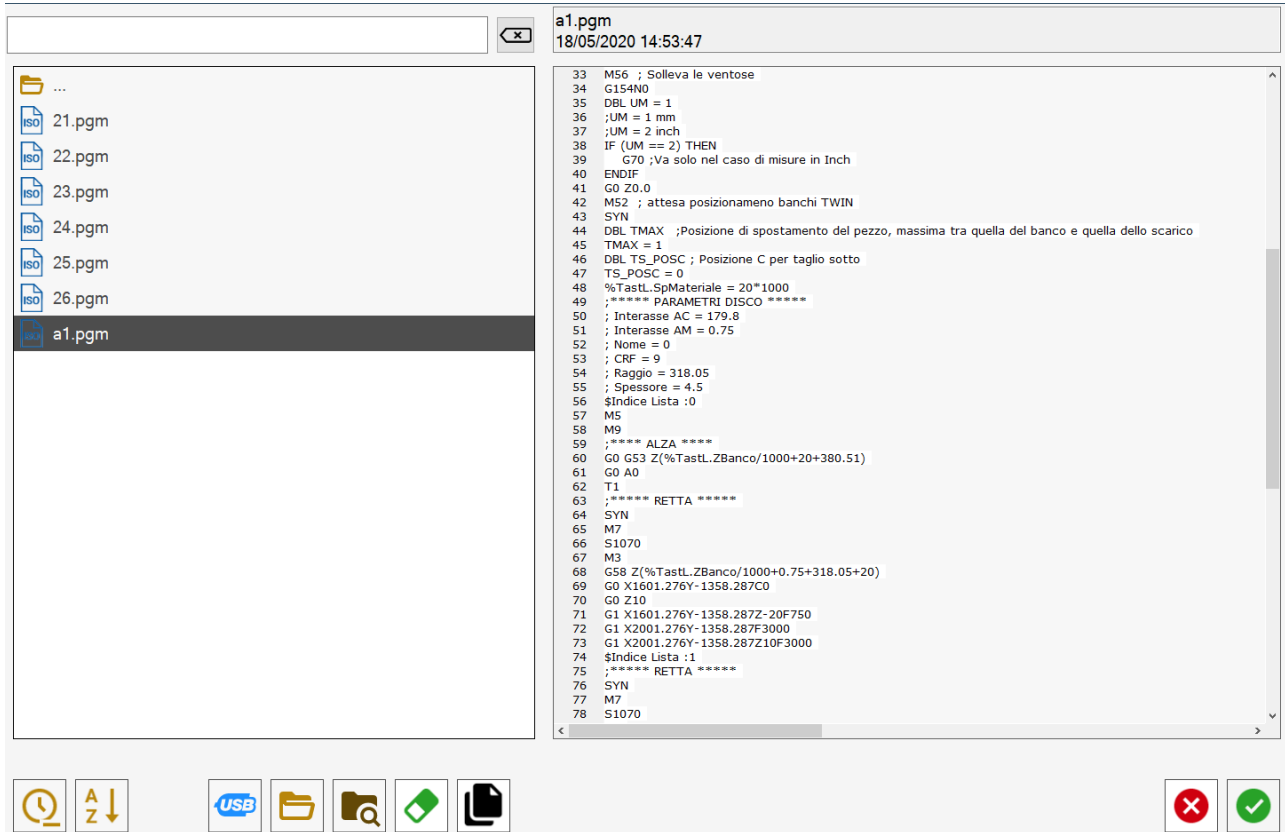 a1.pgm
18/05/2020 14:53:47
...
ISO 21.pgm
ISO 22.pgm
ISO 23.pgm
ISO 24.pgm
ISO 25.pgm
ISO 26.pgm
a1.pgm
33 M56 ; Solleva le ventose
34 G154N0
35 DBL UM = 1
36 ;UM = 1 mm
37 ;UM = 2 inch
38 IF (UM == 2) THEN
39 G70 ;Va solo nel caso di misure in Inch
40 ENDIF
41 G0 Z0.0
42 M52 ; attesa posizionameno banchi TWIN
43 SYN
44 DBL TMAX ;Posizione di spostamento del pezzo, massima tra quella del banco e quella dello scarico
45 TMAX = 1
46 DBL TS_POSC ; Posizione C per taglio sotto
47 TS_POSC = 0
48 %TastL.SpMateriale = 20*1000
49 ;***** PARAMETRI DISCO *****
50 ; Interasse AC = 179.8
51 ; Interasse AM = 0.75
52 ; Nome = 0
53 ; CRF = 9
54 ; Raggio = 318.05
55 ; Spessore = 4.5
56 $Indice Lista :0
57 M5
58 M9
59 ;**** ALZA ****
60 G0 G53 Z(%TastL.ZBanco/1000+20+380.51)
61 G0 A0
62 T1
63 ;***** RETTA *****
64 SYN
65 M7
66 S1070
67 M3
68 G58 Z(%TastL.ZBanco/1000+0.75+318.05+20)
69 G0 X1601.276Y-1358.287C0
70 G0 Z10
71 G1 X1601.276Y-1358.287Z-20F750
72 G1 X2001.276Y-1358.287F3000
73 G1 X2001.276Y-1358.287Z10F3000
74 $Indice Lista :1
75 ;***** RETTA *****
76 SYN
77 M7
78 S1070
A Z USB